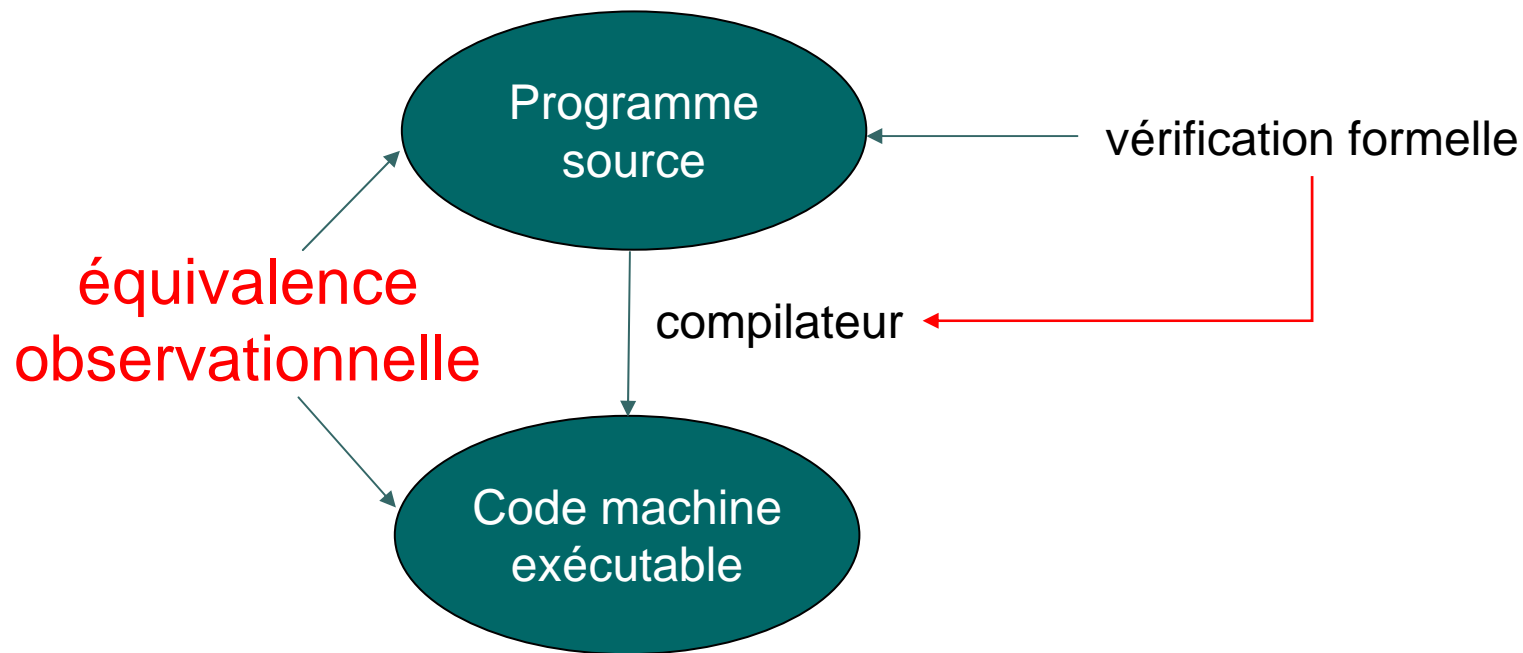 Programme
source
vérification formelle
équivalence
observationnelle
compilateur
Code machine
exécutable